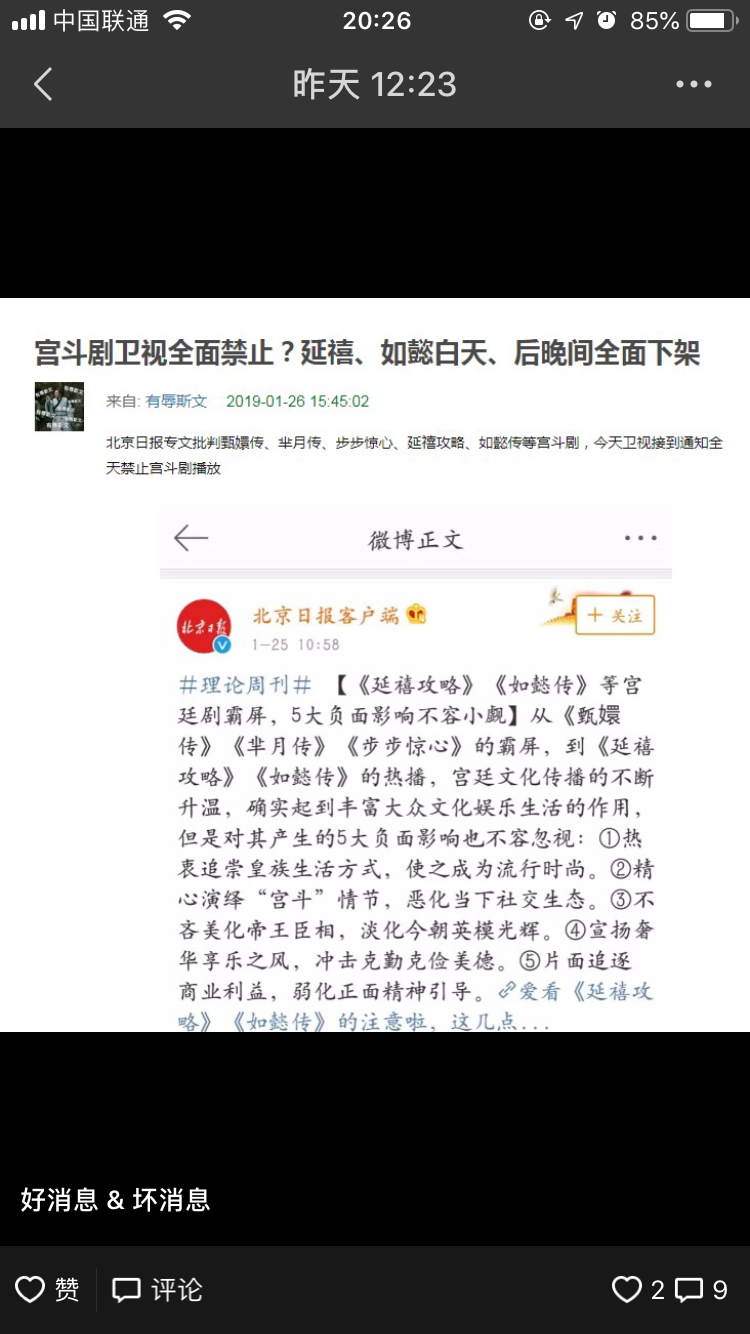 中国联通 20:26 85%
昨天 12:23
宫斗剧卫视全面禁止？延禧、如懿白天、后晚间全面下架
来自: 有辱斯文 2019-01-26 15:45:02
北京日报专文批判甄嬛传、芈月传、步步惊心、延禧攻略、如懿传等宫斗剧，今天卫视接到通知全
天禁止宫斗剧播放
微博正文
北京日报
北京日报客户端
1-25 10:58
＋关注
#理论周刊# 【《延禧攻略》《如懿传》等宫
廷剧霸屏，5大负面影响不容小觑】从《甄嬛
传》《芈月传》《步步惊心》的霸屏，到《延禧
攻略》《如懿传》的热播，宫廷文化传播的不断
升温，确实起到丰富大众文化娱乐生活的作用，
但是对其产生的5大负面影响也不容忽视：①热
衷追崇皇族生活方式，使之成为流行时尚。②精
心演绎“宫斗”情节，恶化当下社交生态。③不
吝美化帝王臣相，淡化今朝英模光辉。④宣扬奢
华享乐之风，冲击克勤克俭美德。⑤片面追逐
商业利益，弱化正面精神引导。爱看《延禧攻
略》《如懿传》的注意啦，这几点...
好消息 & 坏消息
赞 评论 2 9